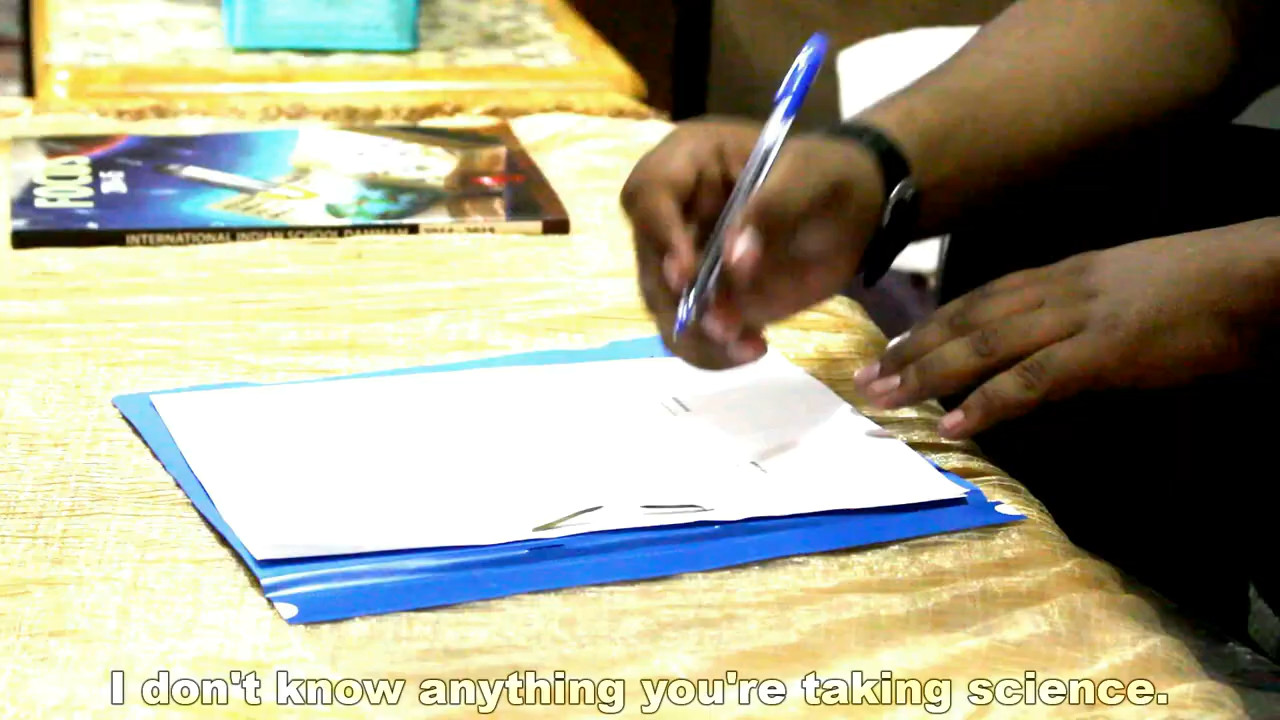 FOCUS
INTERNATIONAL INDIAN SCHOOL DAMMAM
I don't know anything you're taking science.